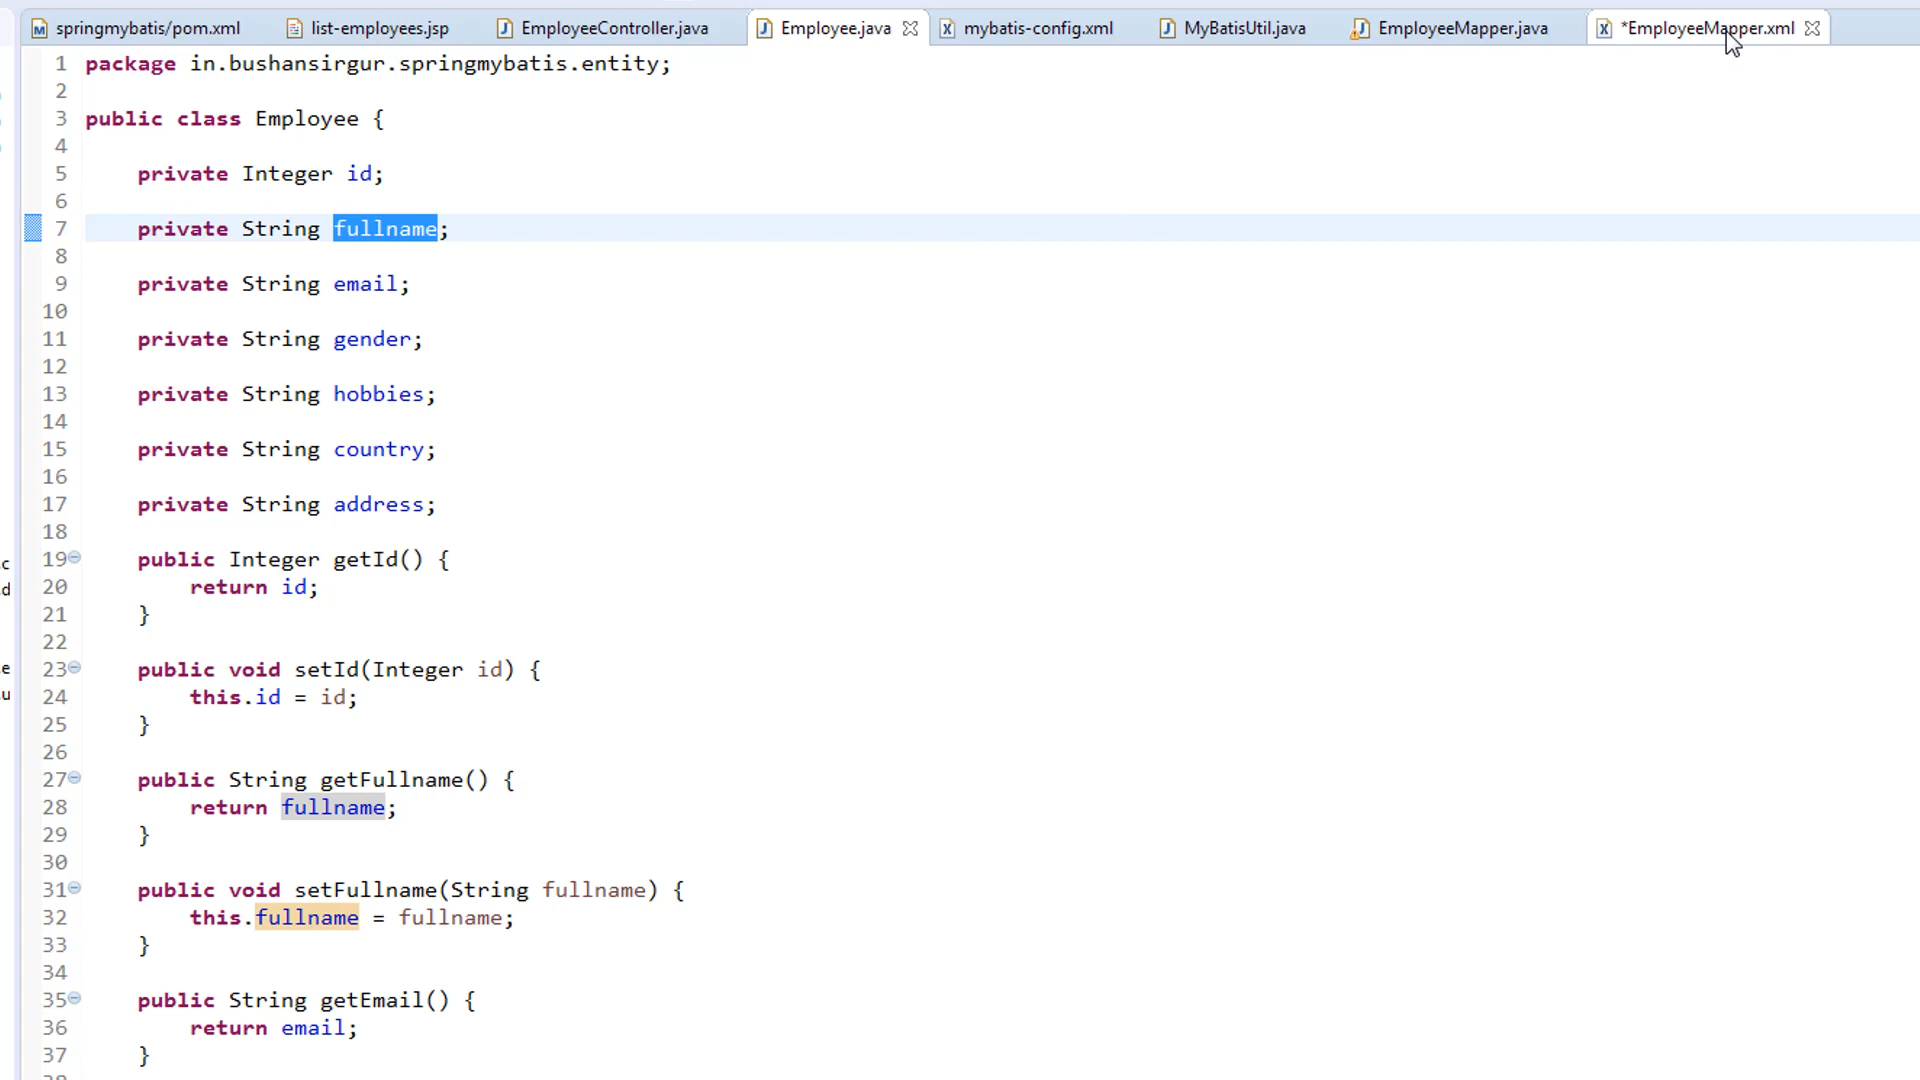 springmybatis/pom.xml list-employees.jsp EmployeeController.java Employee.java mybatis-config.xml MyBatisUtil.java EmployeeMapper.java *EmployeeMapper.xml
1 package in.bushansirgur.springmybatis.entity;
2
3 public class Employee {
4
5 private Integer id;
6
7 private String fullname;
8
9 private String email;
10
11 private String gender;
12
13 private String hobbies;
14
15 private String country;
16
17 private String address;
18
19 public Integer getId() {
20 return id;
21 }
22
23 public void setId(Integer id) {
24 this.id = id;
25 }
26
27 public String getFullname() {
28 return fullname;
29 }
30
31 public void setFullname(String fullname) {
32 this.fullname = fullname;
33 }
34
35 public String getEmail() {
36 return email;
37 }